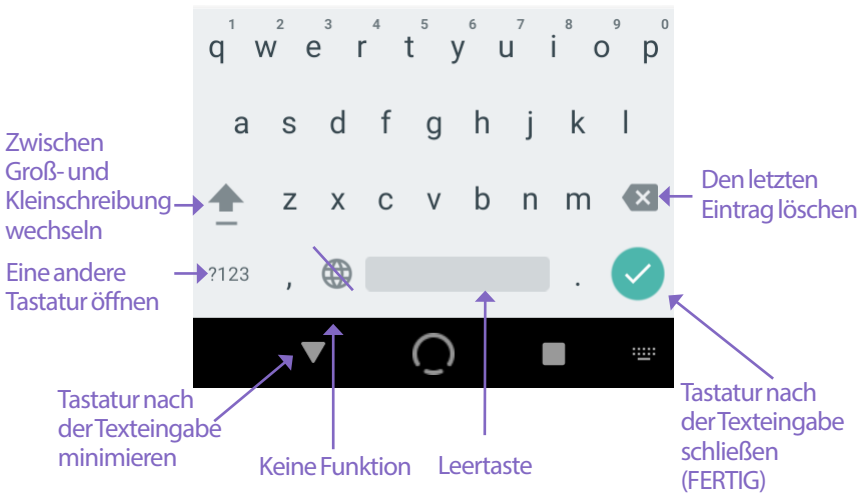 1 2 3 4 5 6 7 8 9 0
q w e r t y u i o p
a s d f g h j k l
Zwischen
Groß- und
Kleinschreibung
wechseln
z x c v b n m
Den letzten
Eintrag löschen
Eine andere
Tastatur öffnen
?123 , .
Tastatur nach
der Texteingabe
minimieren
Keine Funktion
Leertaste
Tastatur nach
der Texteingabe
schließen
(FERTIG)